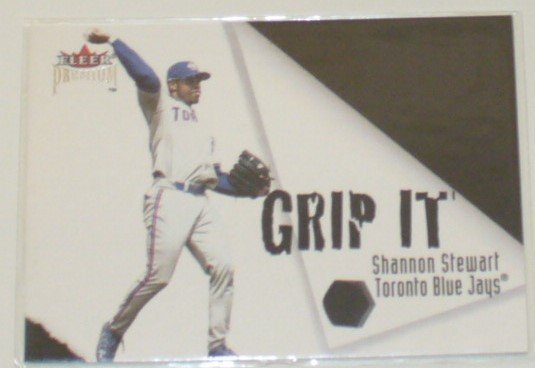 FLEER
PREMIUM
TOR
GRIP IT
Shannon Stewart
Toronto Blue Jays®